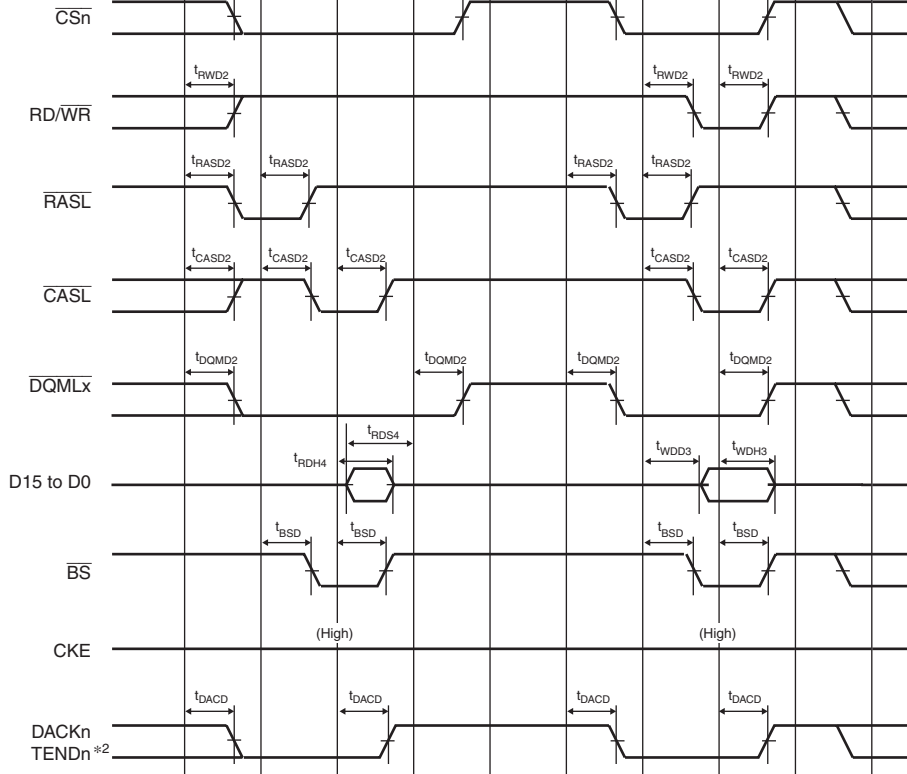 CSn
tRWD2 tRWD2 tRWD2
RD/WR
tRASD2 tRASD2 tRASD2 tRASD2
RASL
tCASD2 tCASD2 tCASD2 tCASD2 tCASD2
CASL
tDQMD2 tDQMD2 tDQMD2 tDQMD2
DQMLx
tRDS4
tRDH4 tWDD3 tWDH3
D15 to D0
tBSD tBSD tBSD tBSD
BS
(High) (High)
CKE
tDACD tDACD tDACD tDACD
DACKn
TENDn*2